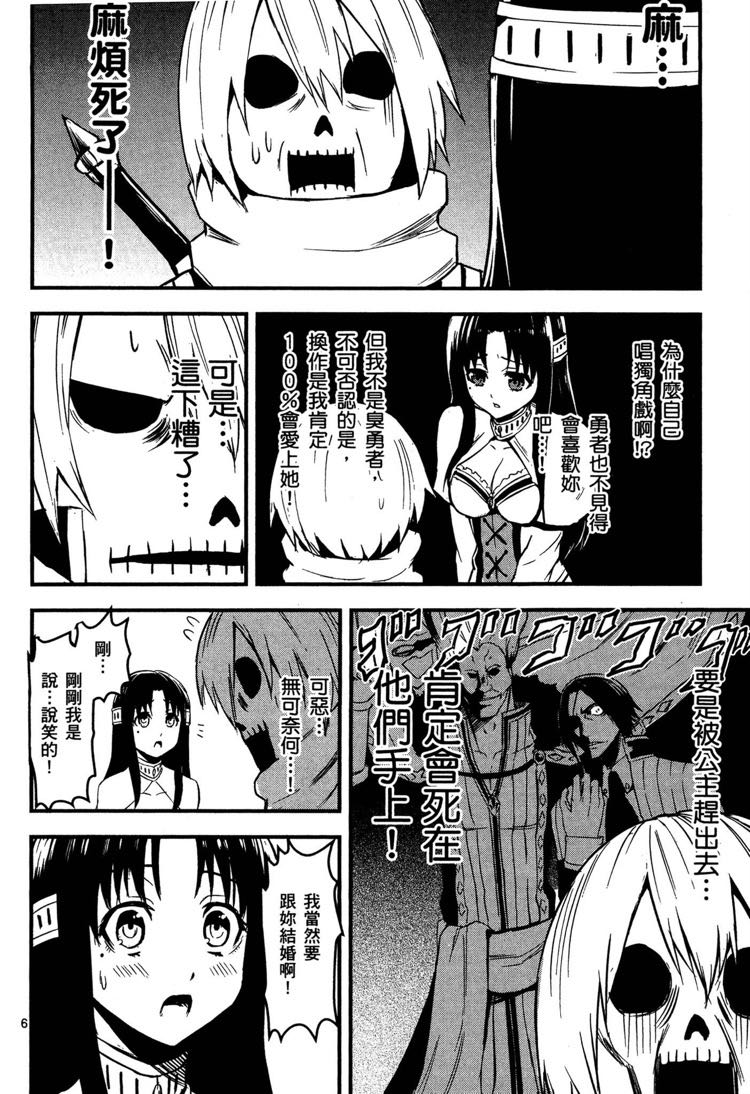 麻…
麻煩死了——！
為什麼自己
唱獨角戲啊!?
勇者也不見得
會喜歡妳
吧…！
但我不是臭勇者，
不可否認的是，
換作是我肯定
100%會愛上她！
可是…
這下糟了…
要是被公主趕出去…
肯定會死在
他們手上！
ゴゴゴゴゴ
可惡…
無可奈何…！
剛…
剛剛我是
說…說笑的！
我當然要
跟妳結婚啊！
6